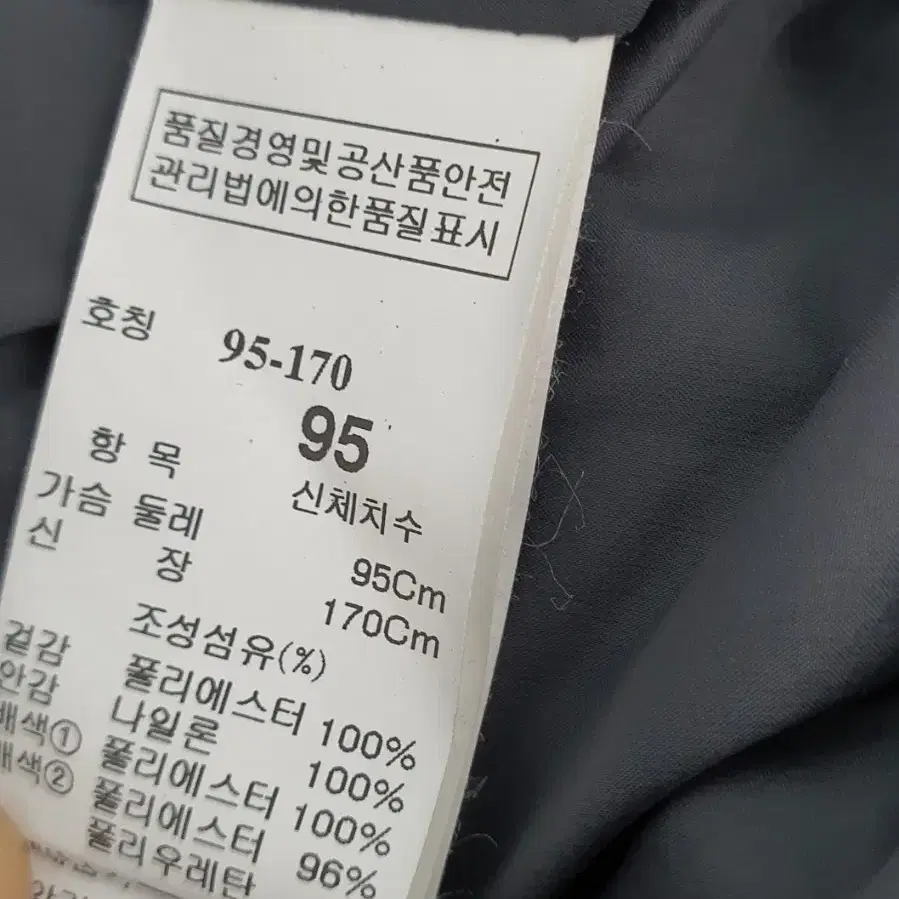 품질경영및공산품안전
관리법에의한품질표시
호칭 95-170
95
항 목 신체치수
가슴 둘레 95Cm
신 장 170Cm
조성섬유(%)
겉감 폴리에스터 100%
안감 나일론 100%
배색① 폴리에스터 100%
배색② 폴리에스터 96%
폴리우레탄